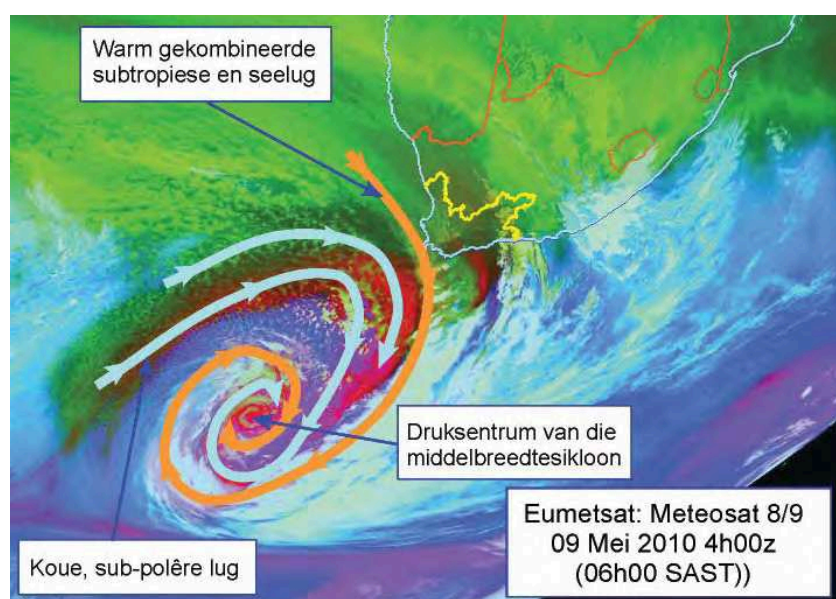 Warm gekombineerde
subtropiese en seelug
Druksentrum van die
middelbreedtesikloon
Koue, sub-polêre lug
Eumetsat: Meteosat 8/9
09 Mei 2010 4h00z
(06h00 SAST))